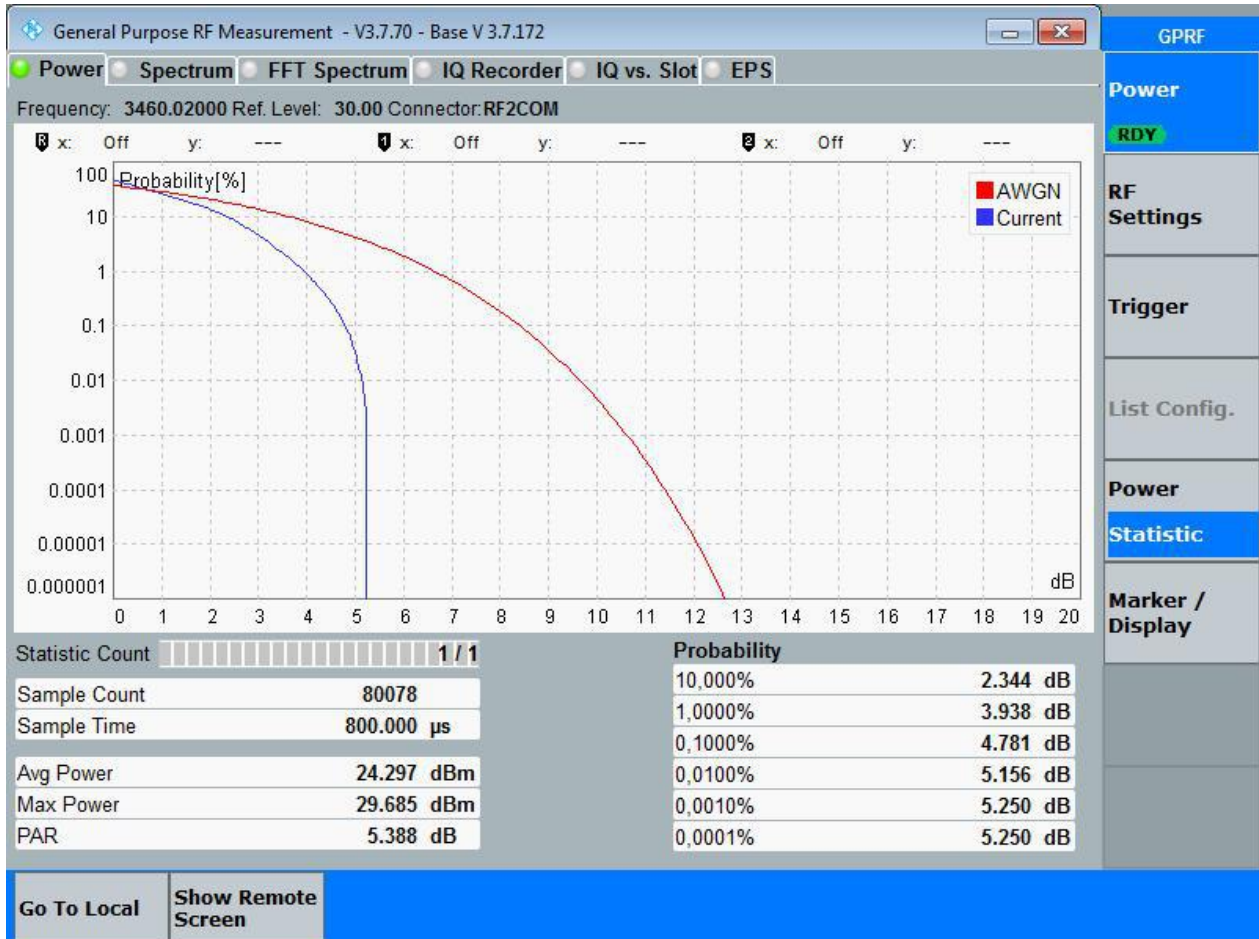 General Purpose RF Measurement - V3.7.70 - Base V 3.7.172
Power Spectrum FFT Spectrum IQ Recorder IQ vs. Slot EPS
Frequency: 3460.02000 Ref. Level: 30.00 Connector: RF2COM
R x: Off y: --- 1 x: Off y: --- 2 x: Off y: ---
Probability[%]
AWGN
Current
100
10
1
0.1
0.01
0.001
0.0001
0.00001
0.000001
dB
0 1 2 3 4 5 6 7 8 9 10 11 12 13 14 15 16 17 18 19 20
Statistic Count 1 / 1
Sample Count 80078
Sample Time 800.000 µs
Avg Power 24.297 dBm
Max Power 29.685 dBm
PAR 5.388 dB
Probability
10,000% 2.344 dB
1,0000% 3.938 dB
0,1000% 4.781 dB
0,0100% 5.156 dB
0,0010% 5.250 dB
0,0001% 5.250 dB
GPRF
Power
RDY
RF
Settings
Trigger
List Config.
Power
Statistic
Marker /
Display
Go To Local
Show Remote
Screen